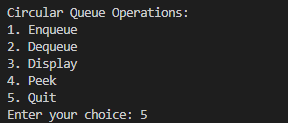 Circular Queue Operations:
1. Enqueue
2. Dequeue
3. Display
4. Peek
5. Quit
Enter your choice: 5